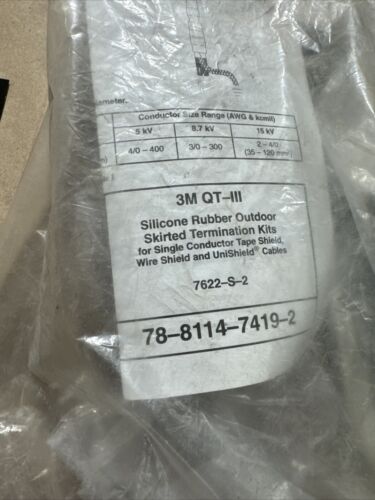 ameter.
Conductor Size Range (AWG & kcmil)
5 kV 8.7 kV 15 kV
4/0 – 400 3/0 – 300 2 – 4/0
(35 – 120 mm²)
3M QT–III
Silicone Rubber Outdoor
Skirted Termination Kits
for Single Conductor Tape Shield,
Wire Shield and UniShield® Cables
7622–S–2
78–8114–7419–2